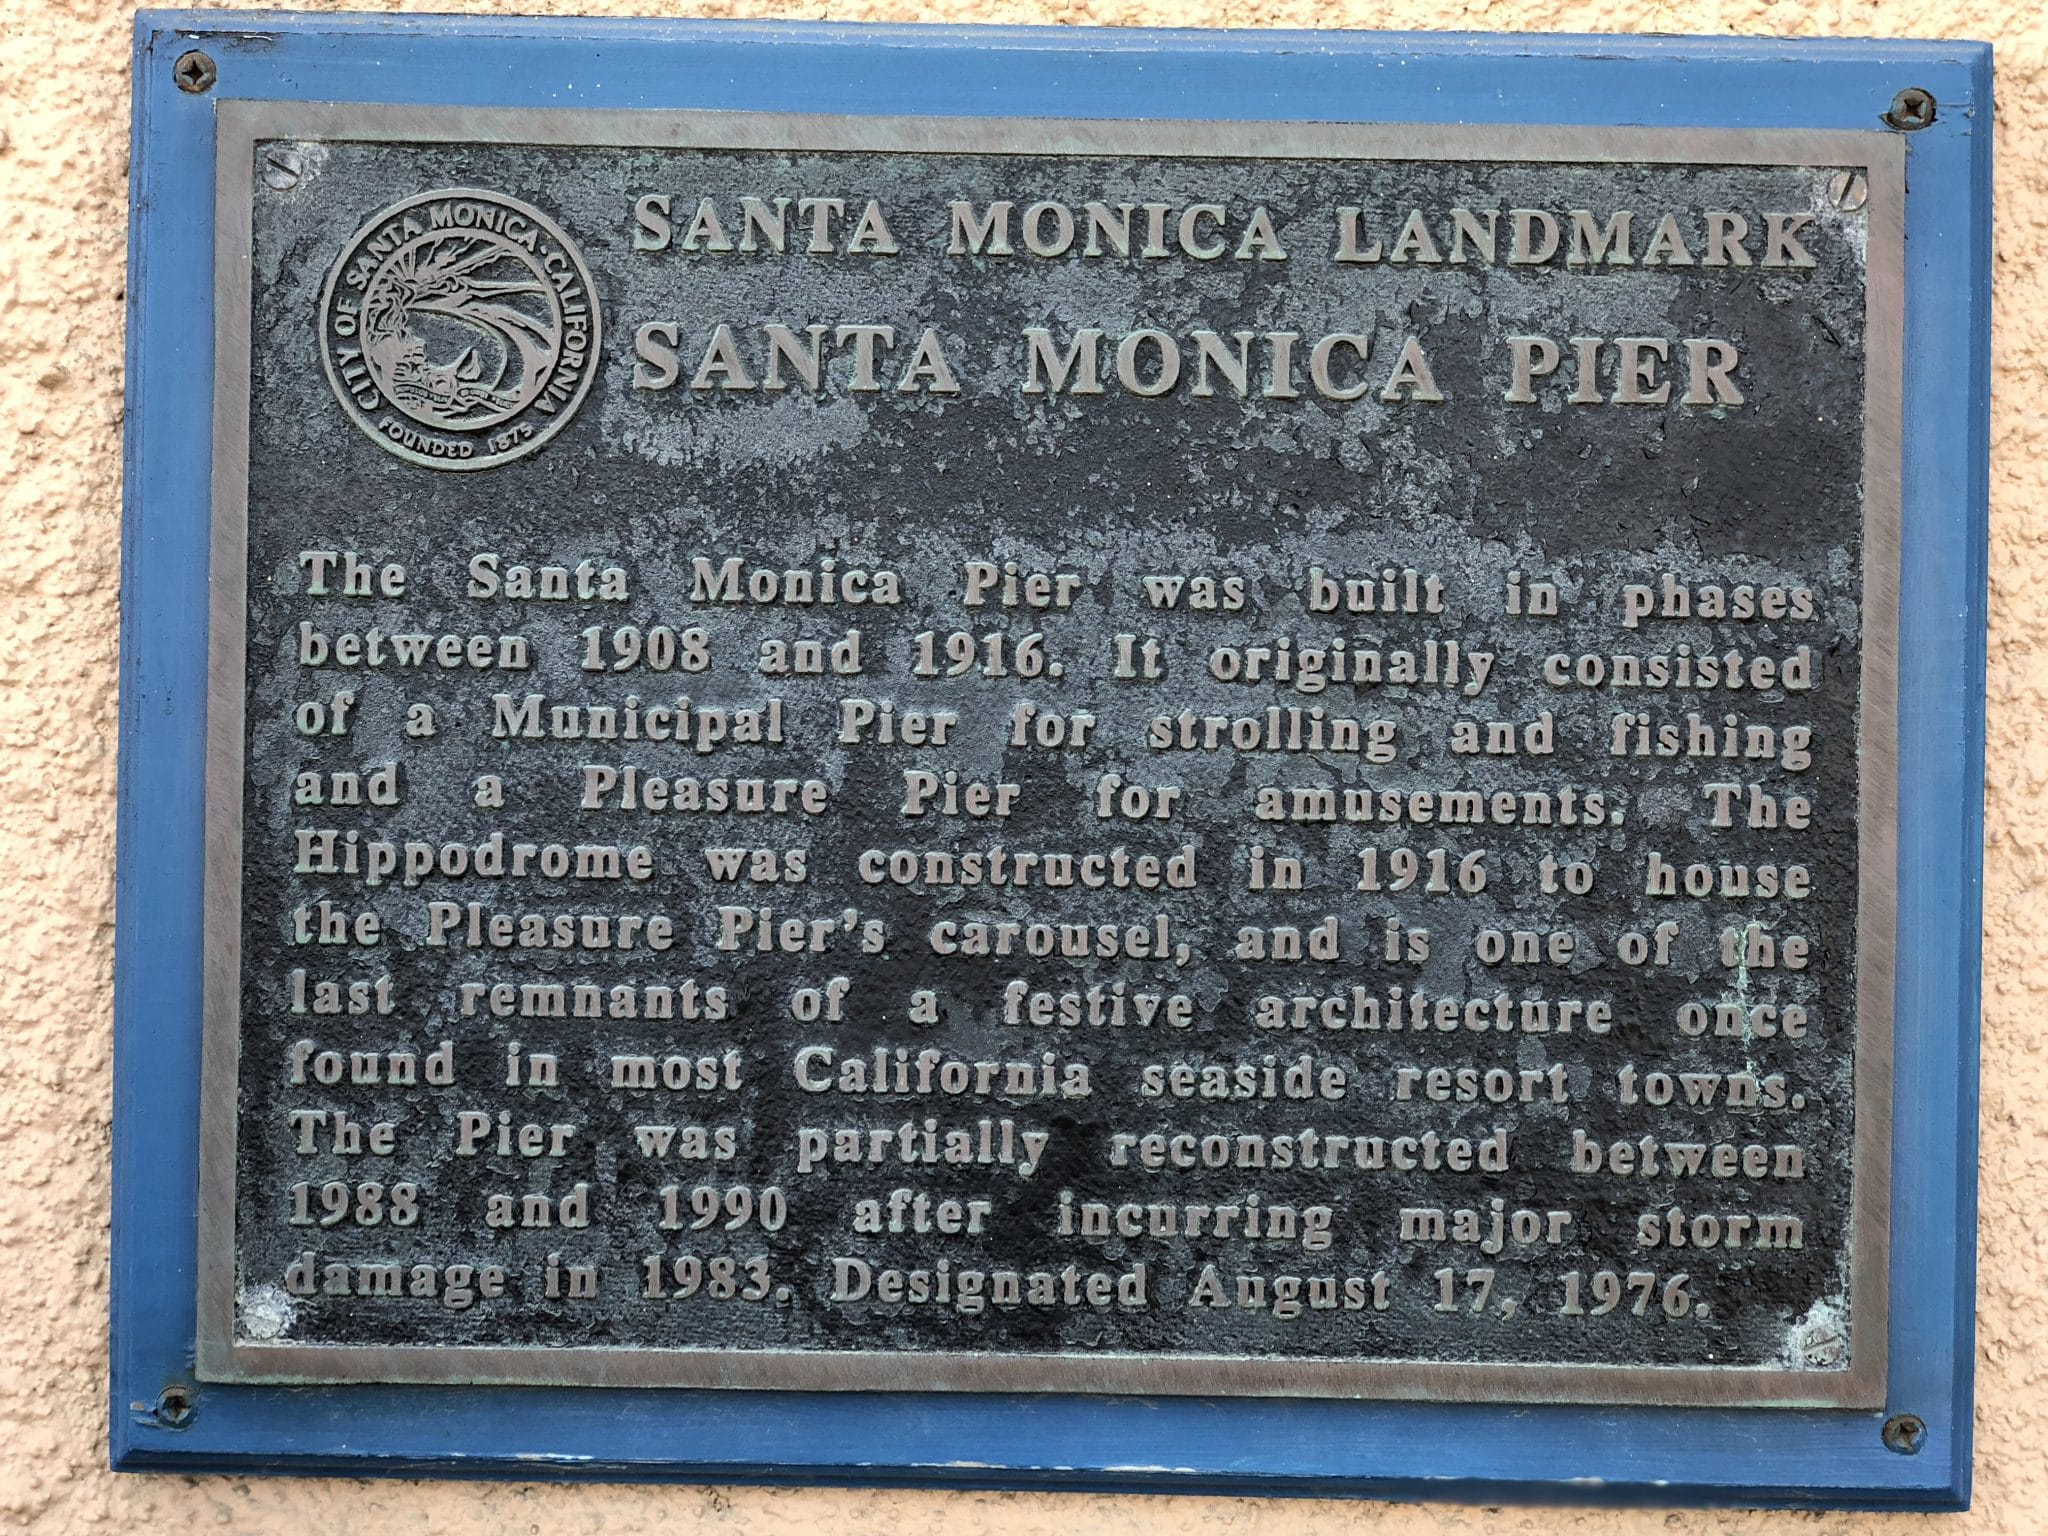 CITY OF SANTA MONICA · CALIFORNIA
FOUNDED 1875
SANTA MONICA LANDMARK
SANTA MONICA PIER
The Santa Monica Pier was built in phases
between 1908 and 1916. It originally consisted
of a Municipal Pier for strolling and fishing
and a Pleasure Pier for amusements. The
Hippodrome was constructed in 1916 to house
the Pleasure Pier's carousel, and is one of the
last remnants of a festive architecture once
found in most California seaside resort towns.
The Pier was partially reconstructed between
1988 and 1990 after incurring major storm
damage in 1983. Designated August 17, 1976.